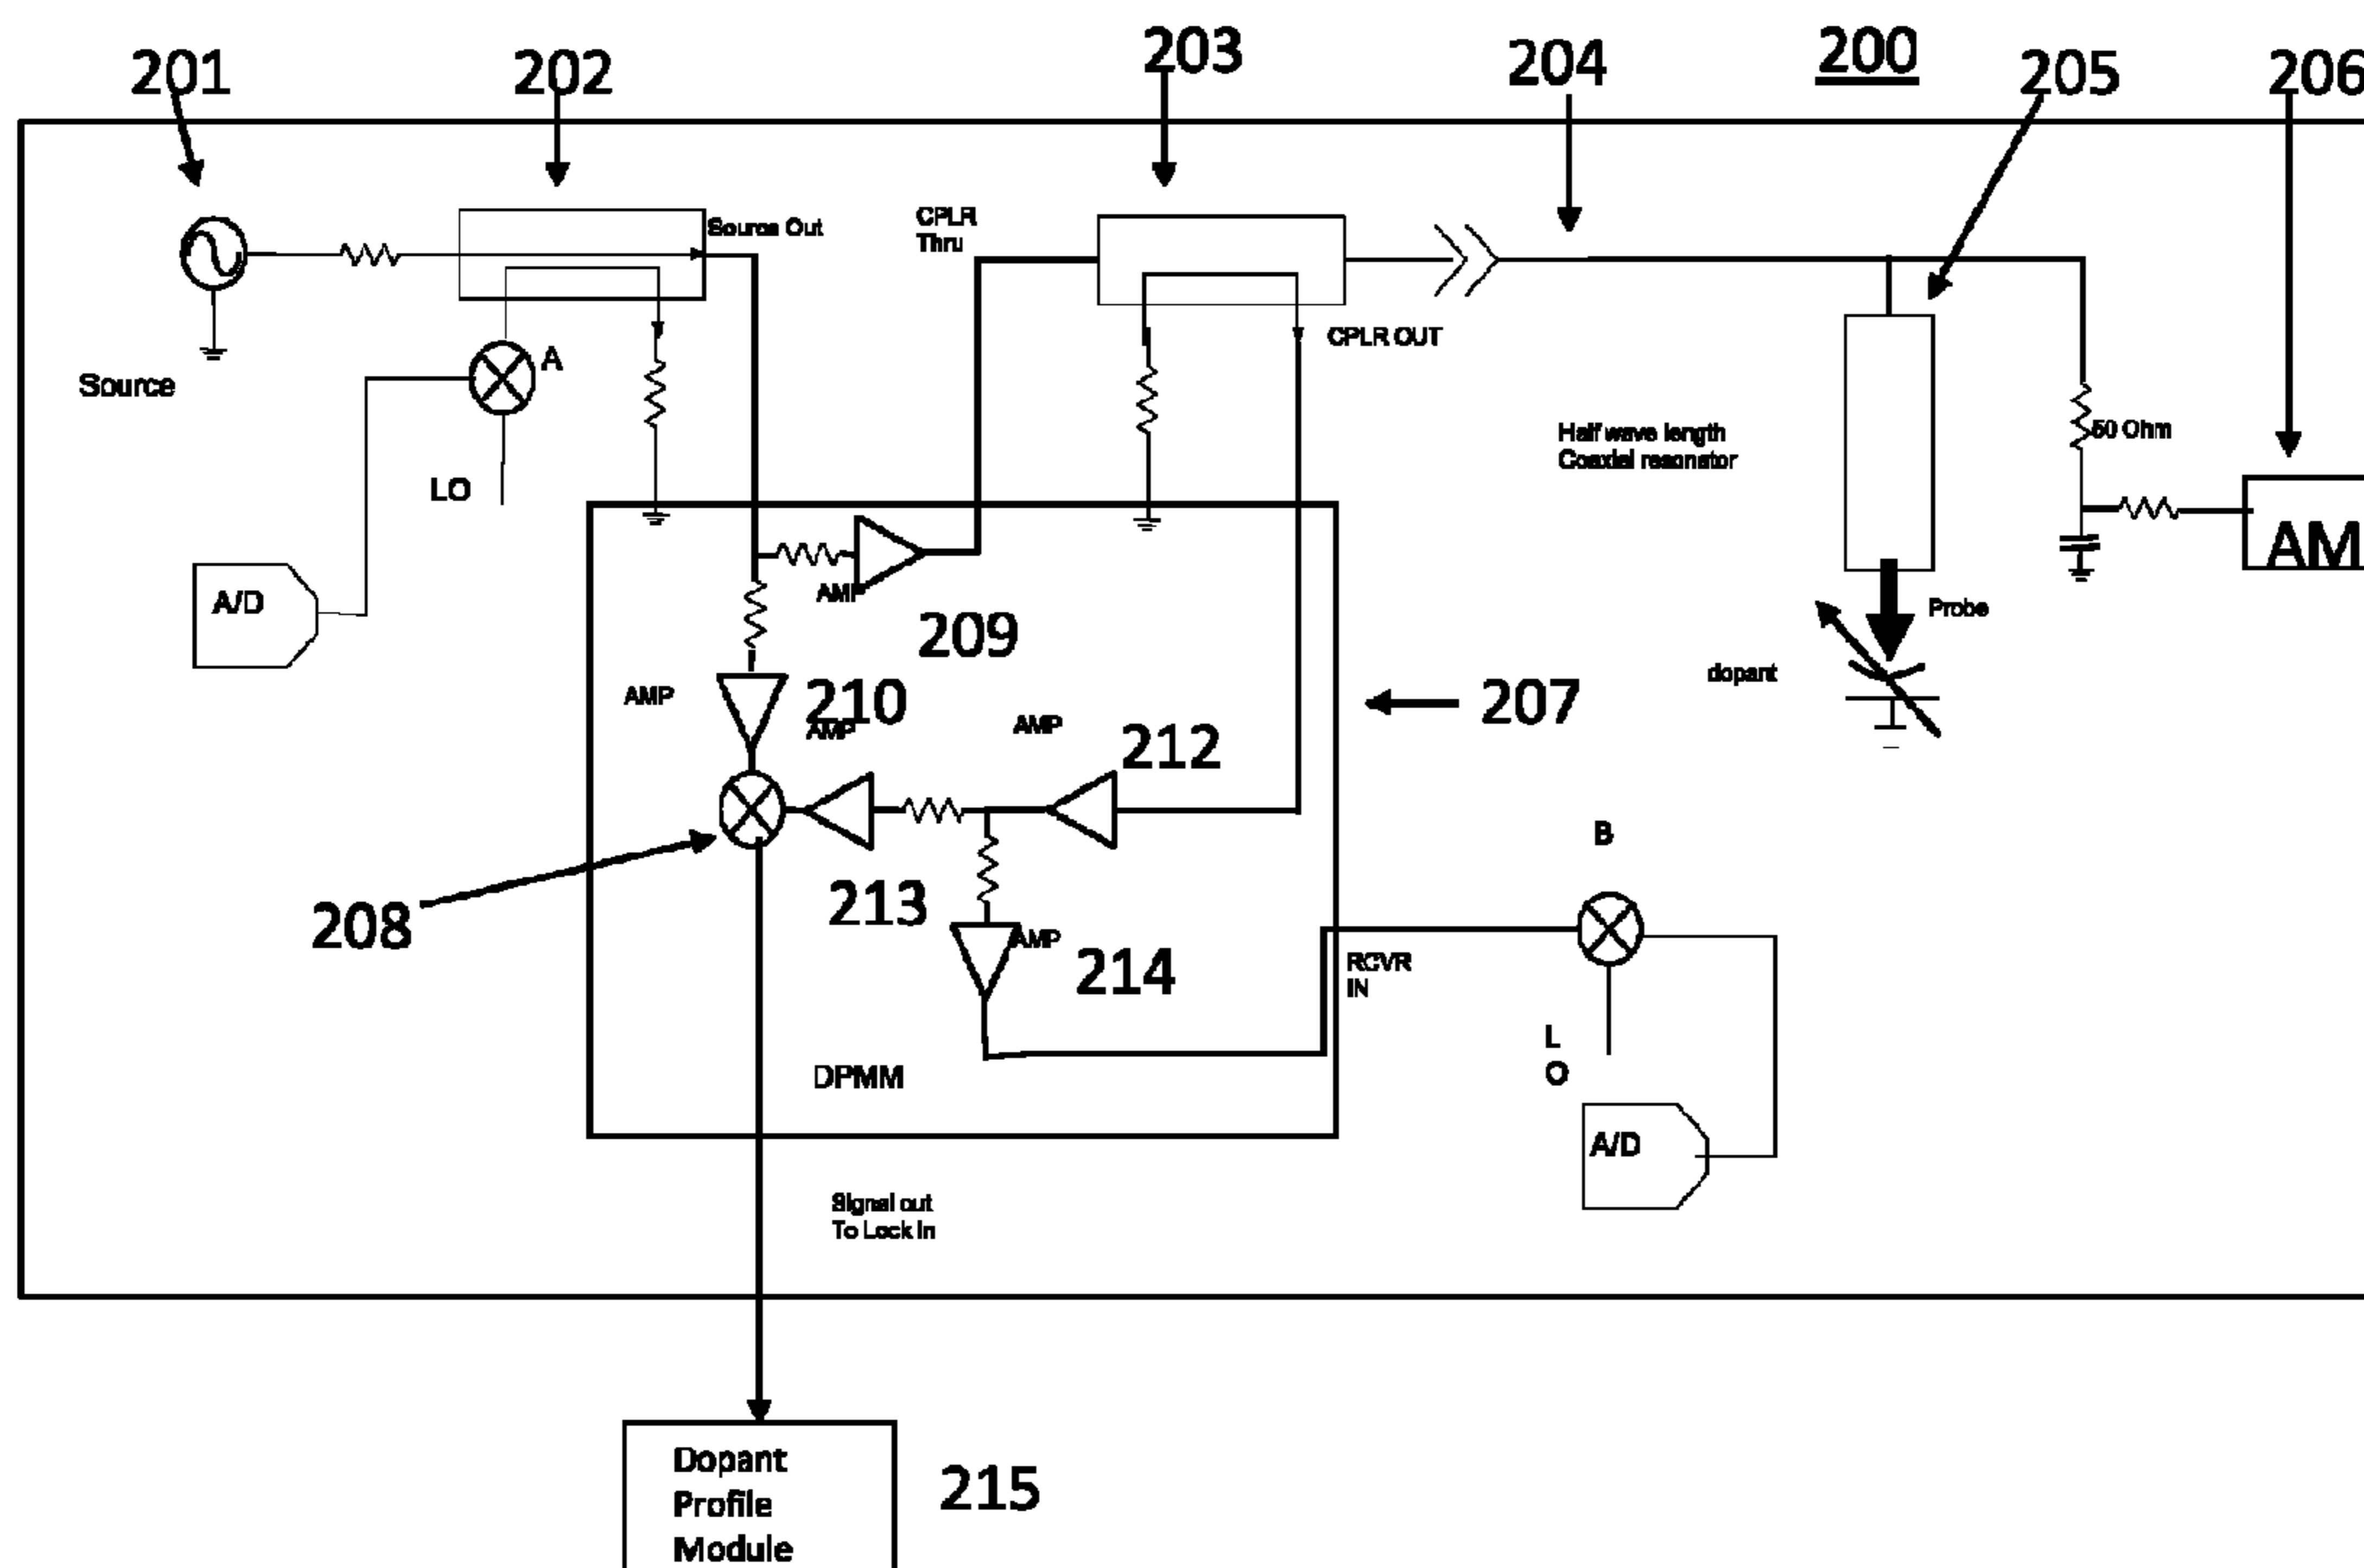 201
202
203
204
200
205
206
Source Out
CPLR
Thru
CPLR OUT
A
Source
LO
Half wave length
Coaxial resonator
50 Ohm
AM
A/D
AMP
209
Probe
dopant
AMP
210
AMP
AMP
212
207
B
208
213
AMP
214
RCVR
IN
L
O
DPMM
A/D
Signal out
To Lock In
Dopant
Profile
Module
215